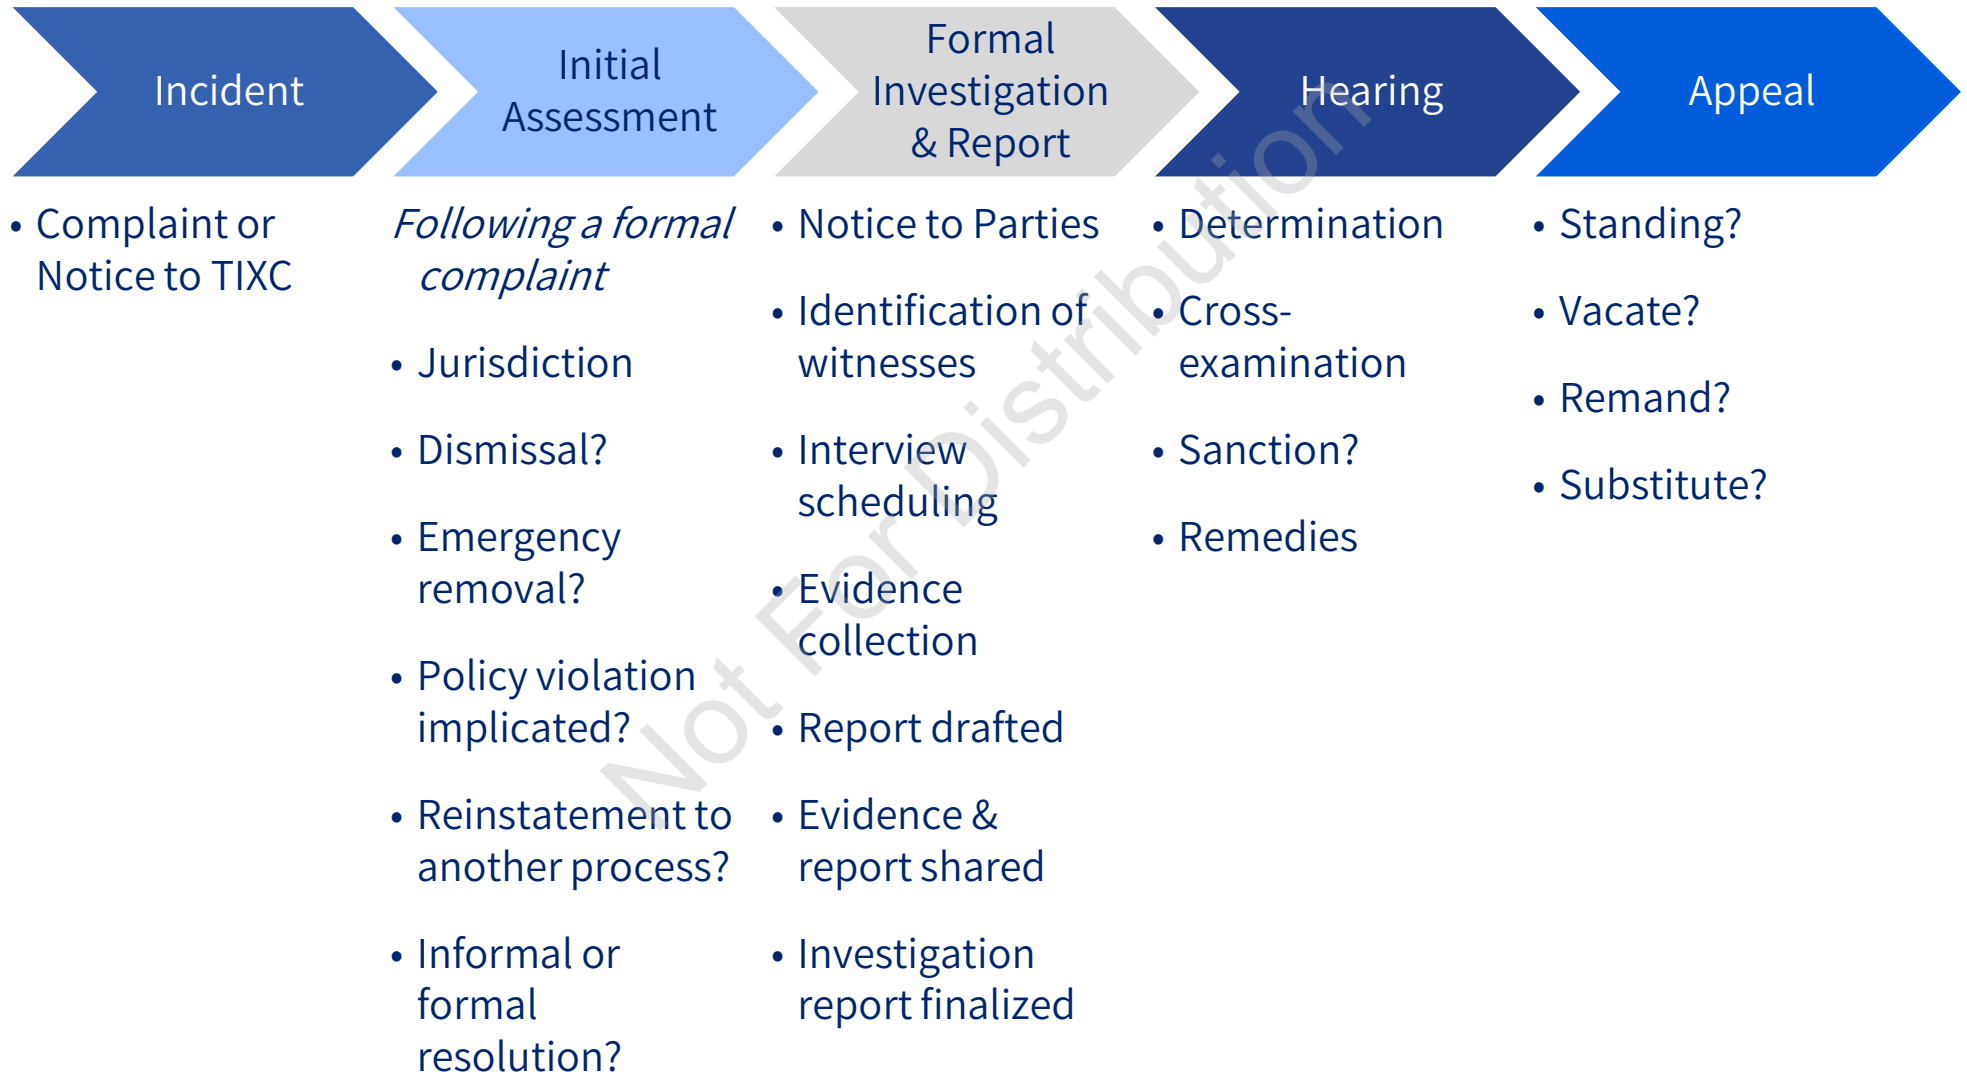 Incident
Initial
Assessment
Formal
Investigation
& Report
Hearing
Appeal
• Complaint or
Notice to TIXC
Following a formal
complaint
• Jurisdiction
• Dismissal?
• Emergency
removal?
• Policy violation
implicated?
• Reinstatement to
another process?
• Informal or
formal
resolution?
• Notice to Parties
• Identification of
witnesses
• Interview
scheduling
• Evidence
collection
• Report drafted
• Evidence &
report shared
• Investigation
report finalized
• Determination
• Cross-
examination
• Sanction?
• Remedies
• Standing?
• Vacate?
• Remand?
• Substitute?
Not For Distribution